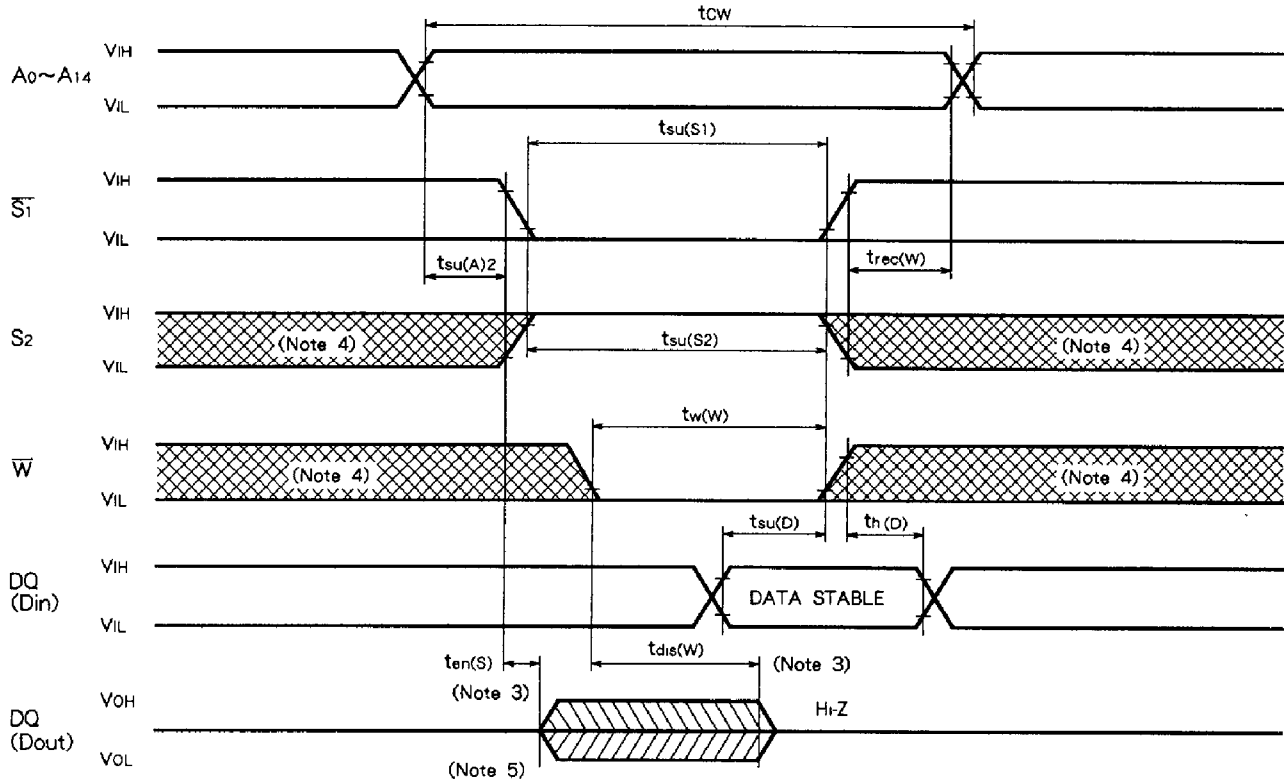 tCW
VIH
A0~A14
VIL
tsu(S1)
VIH
S1
VIL
tsu(A)2
trec(W)
VIH
S2
(Note 4)
(Note 4)
tsu(S2)
VIL
tw(W)
VIH
W
(Note 4)
(Note 4)
VIL
tsu(D)
th(D)
VIH
DQ
(Din)
DATA STABLE
VIL
ten(S)
tdis(W)
(Note 3)
(Note 3)
VOH
Hi-Z
DQ
(Dout)
VOL
(Note 5)